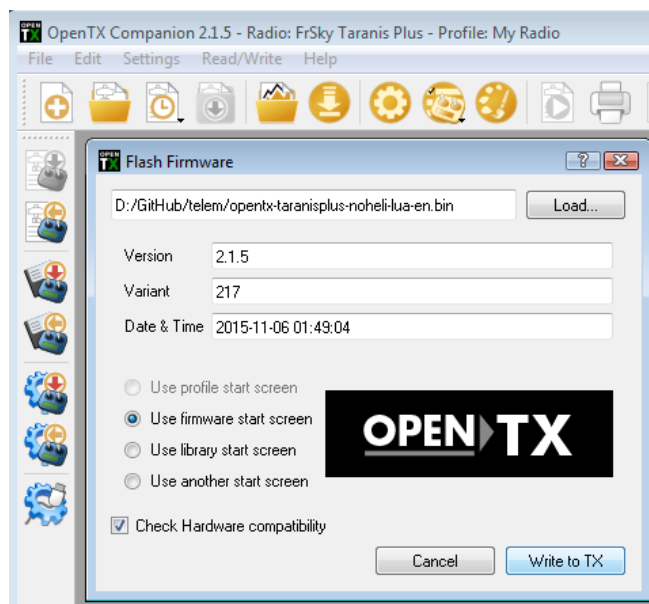 OpenTX Companion 2.1.5 - Radio: FrSky Taranis Plus - Profile: My Radio
File Edit Settings Read/Write Help
Flash Firmware
D:/GitHub/telem/opentx-taranisplus-noheli-lua-en.bin Load...
Version 2.1.5
Variant 217
Date & Time 2015-11-06 01:49:04
Use profile start screen
Use firmware start screen
Use library start screen
Use another start screen
OPEN TX
Check Hardware compatibility
Cancel Write to TX